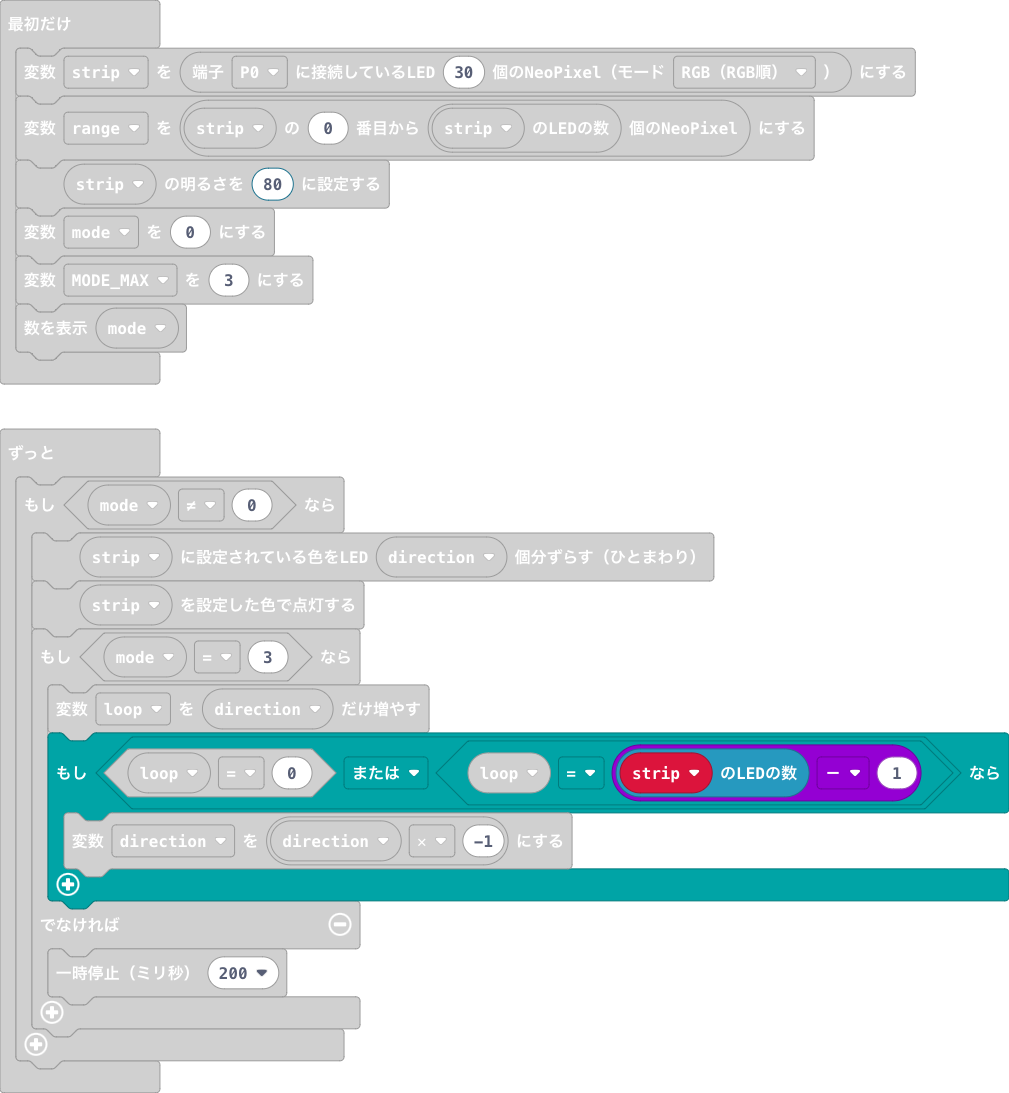 最初だけ
変数 strip を 端子 P0 に接続しているLED 30 個のNeoPixel（モード RGB（RGB順） ） にする
変数 range を strip の 0 番目から strip のLEDの数 個のNeoPixel にする
strip の明るさを 80 に設定する
変数 mode を 0 にする
変数 MODE_MAX を 3 にする
数を表示 mode
ずっと
もし mode ≠ 0 なら
strip に設定されている色をLED direction 個分ずらす（ひとまわり）
strip を設定した色で点灯する
もし mode = 3 なら
変数 loop を direction だけ増やす
もし loop = 0 または loop = strip のLEDの数 - 1 なら
変数 direction を direction × -1 にする
でなければ
一時停止（ミリ秒） 200